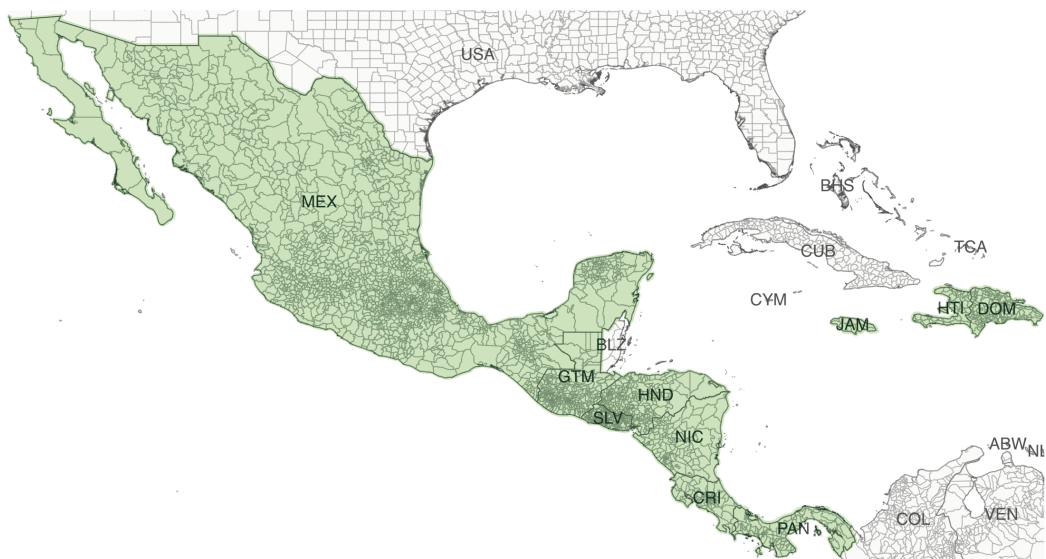 USA
MEX
BHS
CUB
TCA
CYM
HTI
DOM
JAM
BLZ
GTM
HND
SLV
NIC
ABW
CRI
PAN
COL
VEN